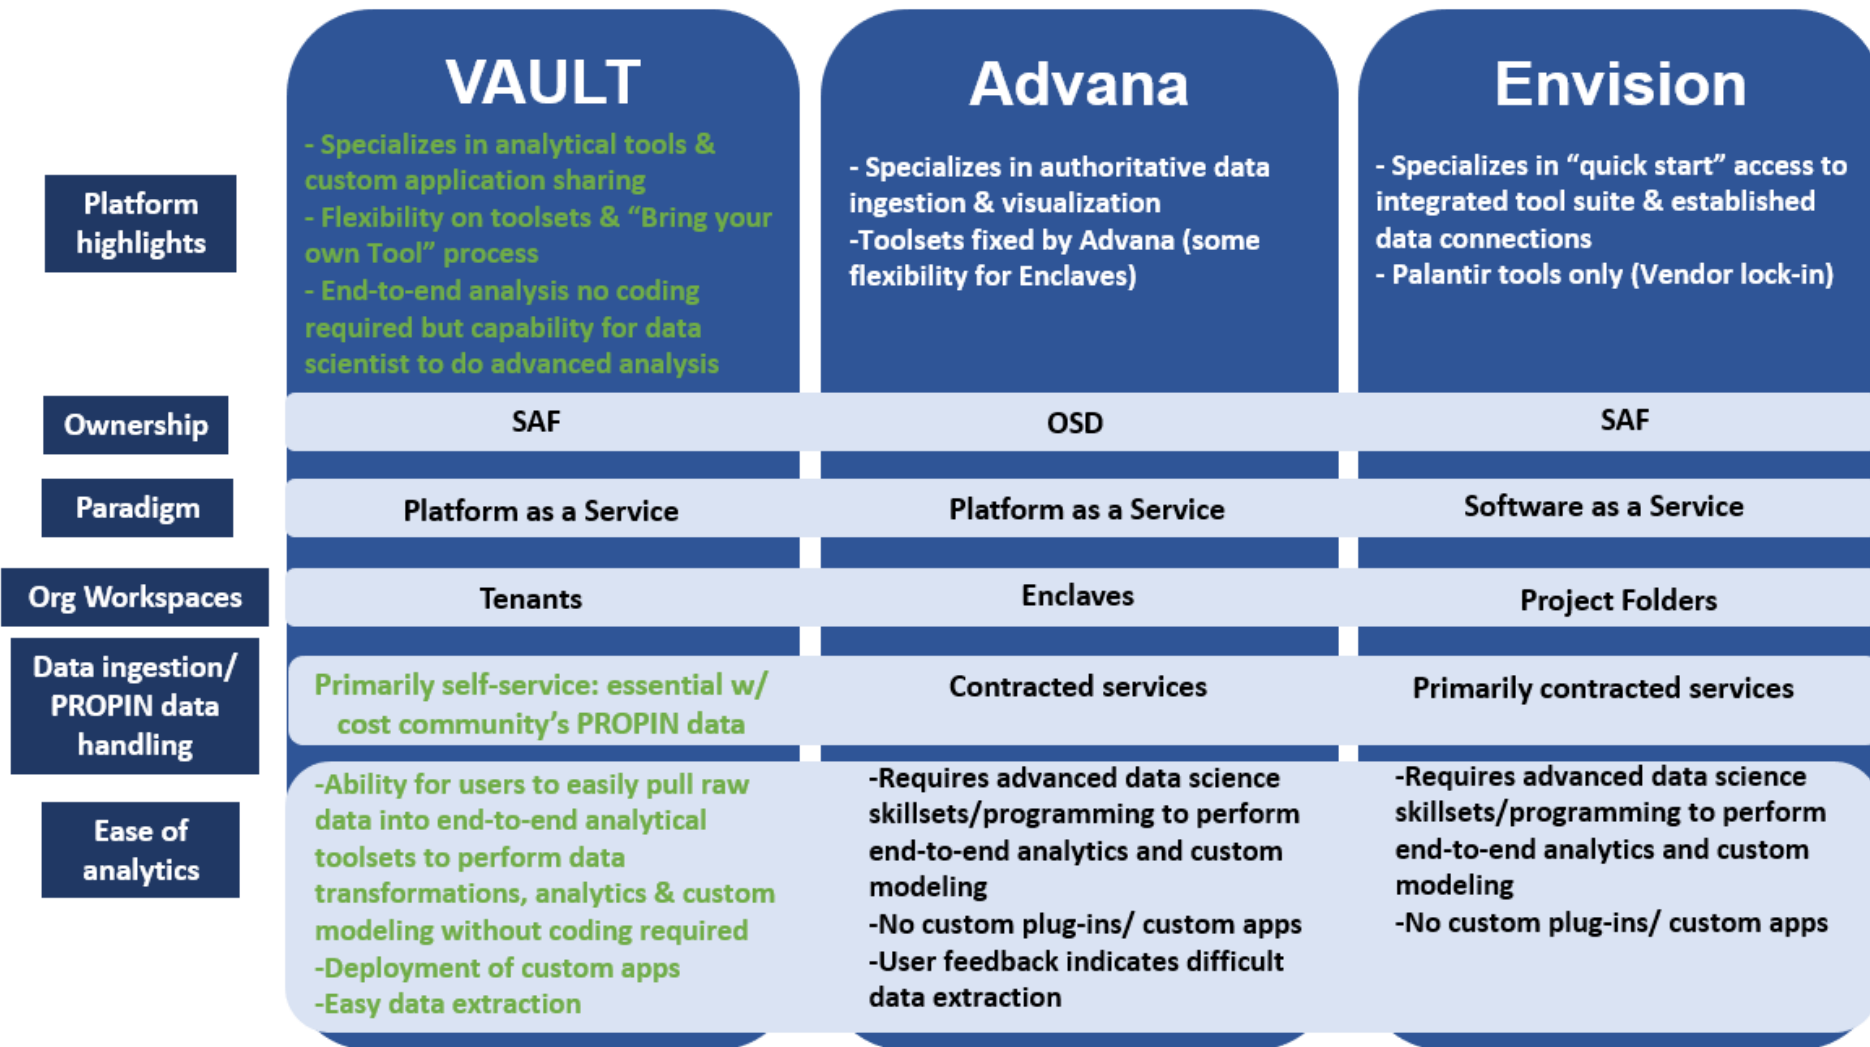 VAULT
Advana
Envision
Platform
highlights
- Specializes in analytical tools &
custom application sharing
- Flexibility on toolsets & “Bring your
own Tool” process
- End-to-end analysis no coding
required but capability for data
scientist to do advanced analysis
- Specializes in authoritative data
ingestion & visualization
-Toolsets fixed by Advana (some
flexibility for Enclaves)
- Specializes in “quick start” access to
integrated tool suite & established
data connections
- Palantir tools only (Vendor lock-in)
Ownership
SAF
OSD
SAF
Paradigm
Platform as a Service
Platform as a Service
Software as a Service
Org Workspaces
Tenants
Enclaves
Project Folders
Data ingestion/
PROPIN data
handling
Primarily self-service: essential w/
cost community’s PROPIN data
Contracted services
Primarily contracted services
Ease of
analytics
-Ability for users to easily pull raw
data into end-to-end analytical
toolsets to perform data
transformations, analytics & custom
modeling without coding required
-Deployment of custom apps
-Easy data extraction
-Requires advanced data science
skillsets/programming to perform
end-to-end analytics and custom
modeling
-No custom plug-ins/ custom apps
-User feedback indicates difficult
data extraction
-Requires advanced data science
skillsets/programming to perform
end-to-end analytics and custom
modeling
-No custom plug-ins/ custom apps